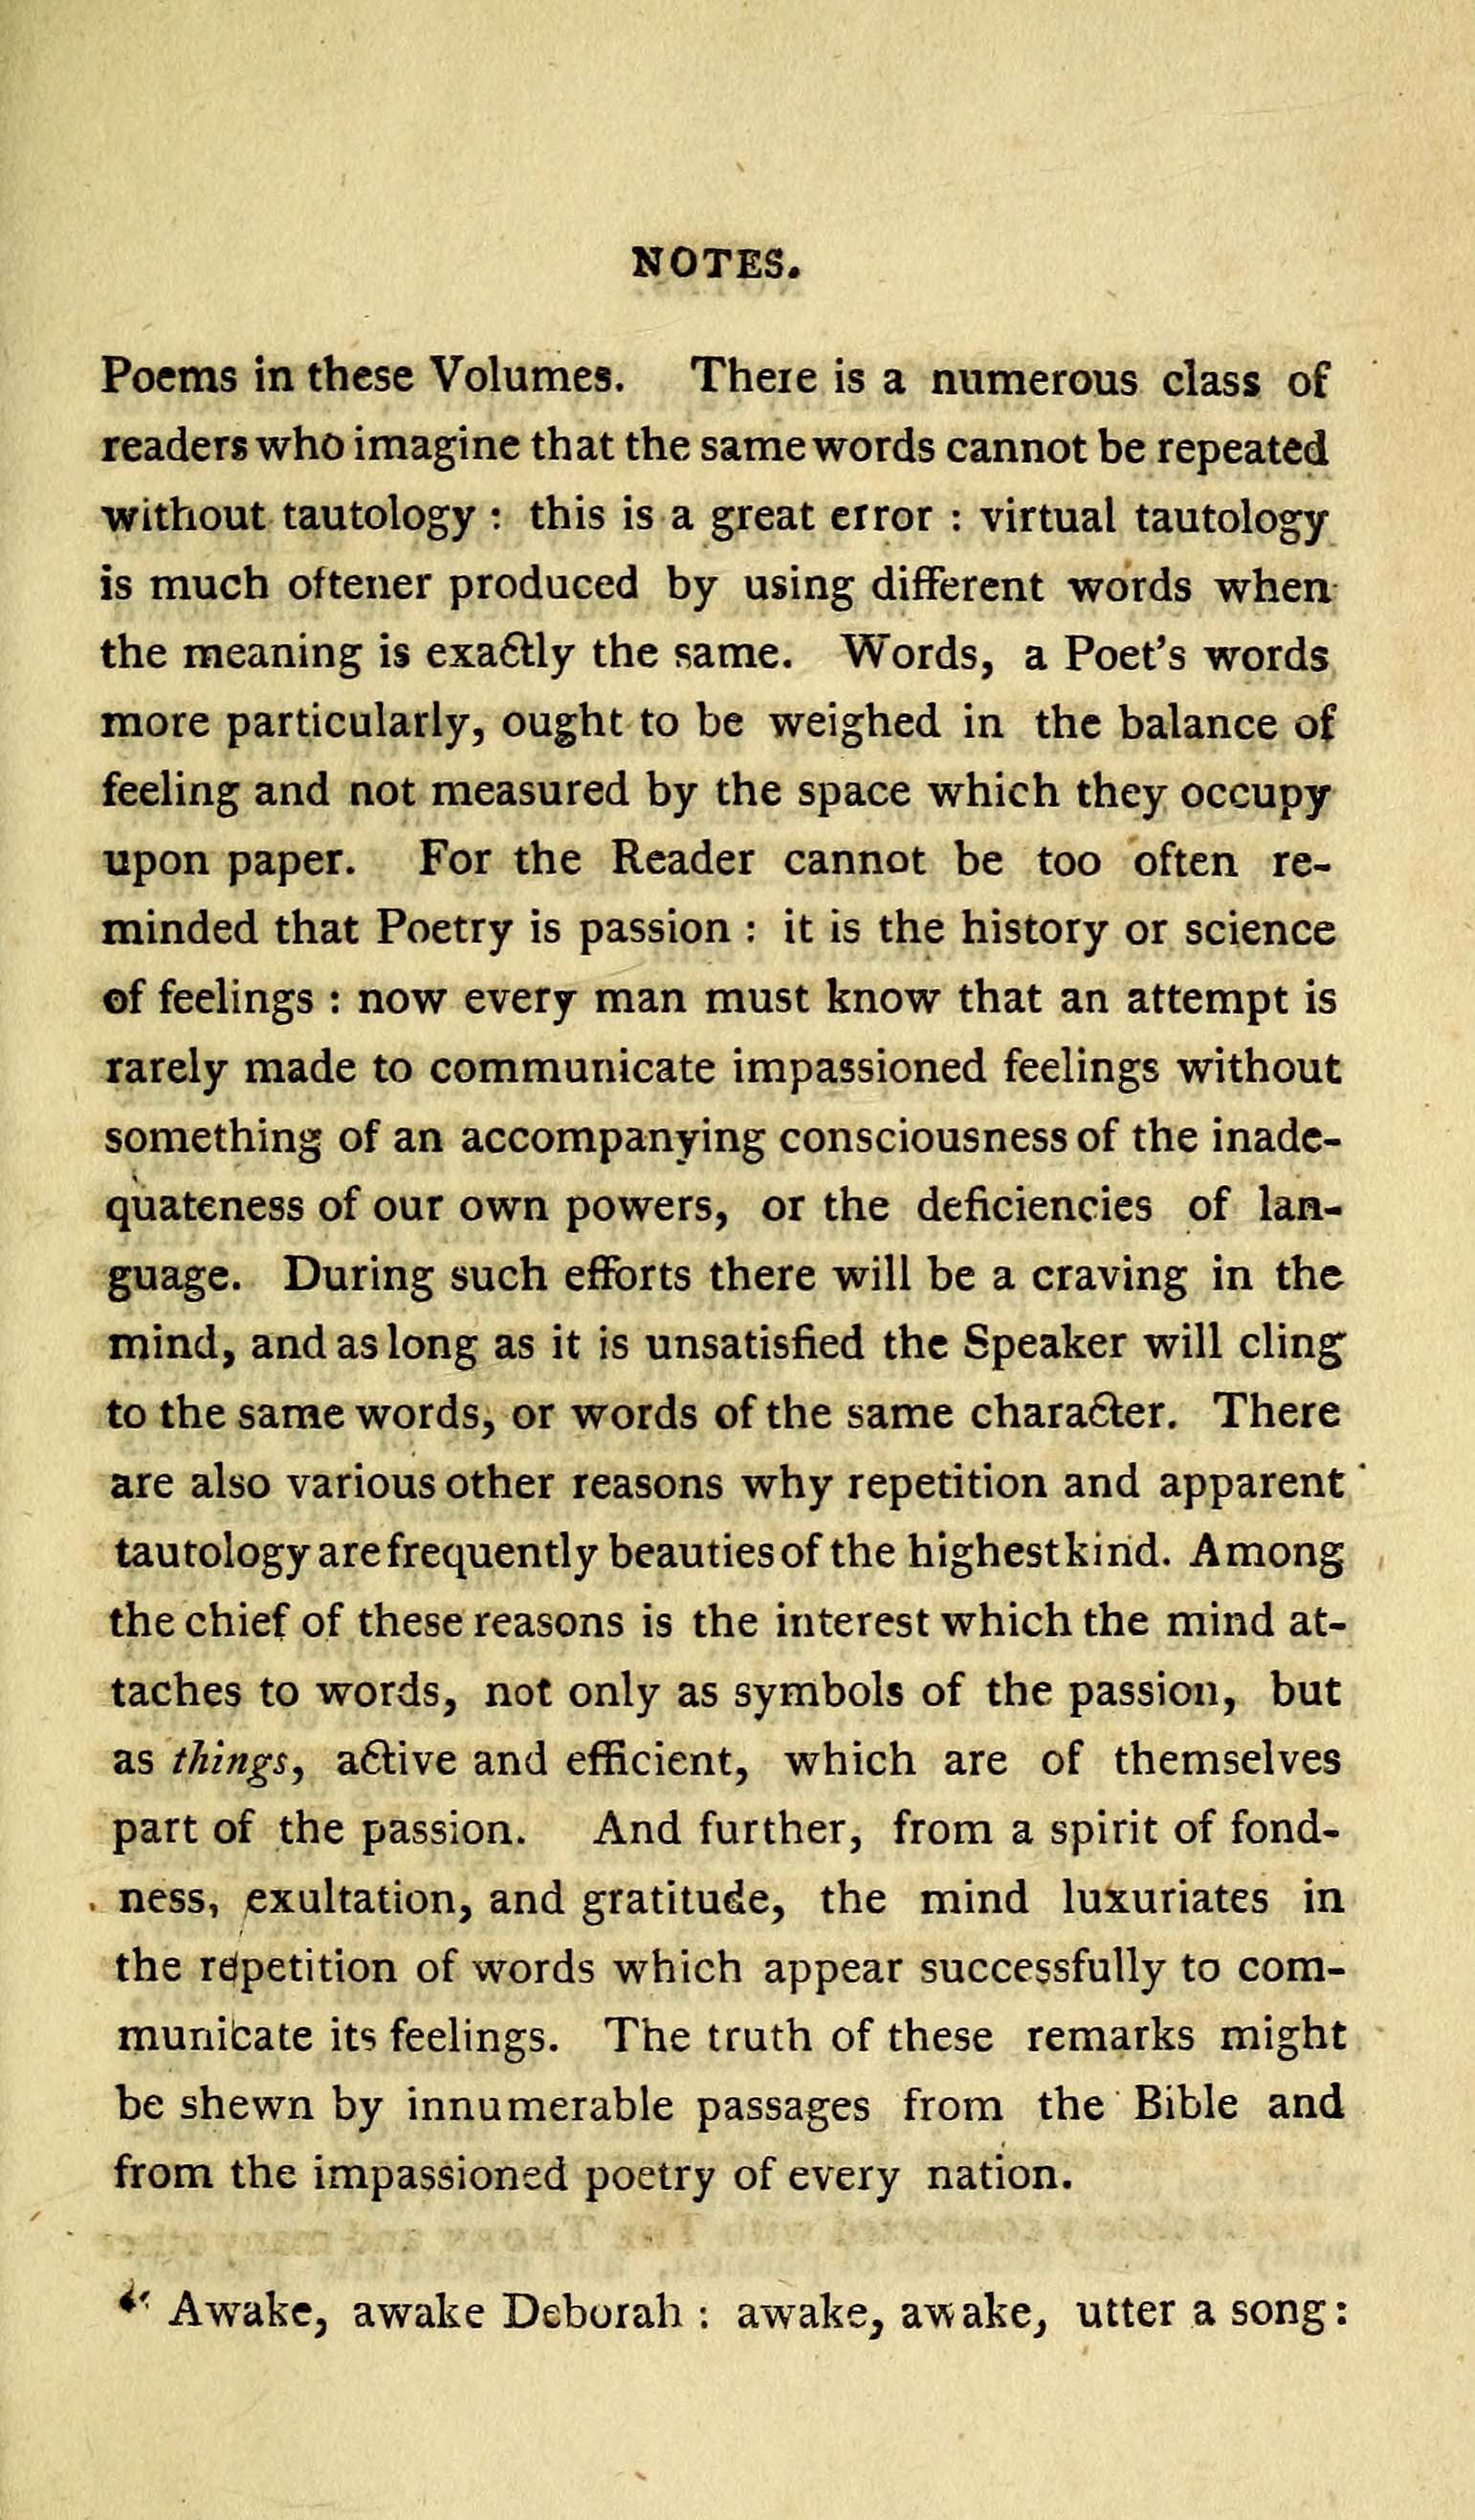 NOTES.
Poems in these Volumes. There is a numerous class of
readers who imagine that the same words cannot be repeated
without tautology : this is a great error : virtual tautology
is much oftener produced by using different words when
the meaning is exactly the same. Words, a Poet's words
more particularly, ought to be weighed in the balance of
feeling and not measured by the space which they occupy
upon paper. For the Reader cannot be too often re-
minded that Poetry is passion : it is the history or science
of feelings : now every man must know that an attempt is
rarely made to communicate impassioned feelings without
something of an accompanying consciousness of the inade-
quateness of our own powers, or the deficiencies of lan-
guage. During such efforts there will be a craving in the
mind, and as long as it is unsatisfied the Speaker will cling
to the same words, or words of the same character. There
are also various other reasons why repetition and apparent
tautology are frequently beauties of the highest kind. Among
the chief of these reasons is the interest which the mind at-
taches to words, not only as symbols of the passion, but
as things, active and efficient, which are of themselves
part of the passion. And further, from a spirit of fond-
ness, exultation, and gratitude, the mind luxuriates in
the repetition of words which appear successfully to com-
municate its feelings. The truth of these remarks might
be shewn by innumerable passages from the Bible and
from the impassioned poetry of every nation.
“ Awake, awake Deborah : awake, awake, utter a song: